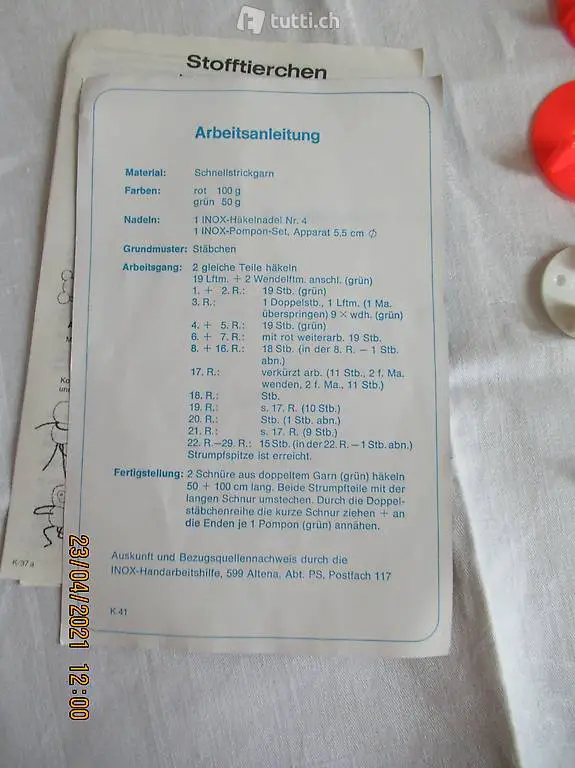 tutti.ch
Stofftierchen
Arbeitsanleitung
Material: Schnellstrickgarn
Farben: rot 100 g
grün 50 g
Nadeln: 1 INOX-Häkelnadel Nr. 4
1 INOX-Pompon-Set, Apparat 5,5 cm ∅
Grundmuster: Stäbchen
Arbeitsgang: 2 gleiche Teile häkeln
19 Lftm. + 2 Wendelftm. anschl. (grün)
1. + 2. R.: 19 Stb. (grün)
3. R.: 1 Doppelstb., 1 Lftm. (1 Ma.
überspringen) 9 × wdh. (grün)
4. + 5. R.: 19 Stb. (grün)
6. + 7. R.: mit rot weiterarb. 19 Stb.
8. + 16. R.: 18 Stb. (in der 8. R. – 1 Stb.
abn.)
17. R.: verkürzt arb. (11 Stb., 2 f. Ma.
wenden, 2 f. Ma., 11 Stb.)
18. R.: Stb.
19. R.: s. 17. R. (10 Stb.)
20. R.: Stb. (1 Stb. abn.)
21. R.: s. 17. R. (9 Stb.)
22. R.–29. R.: 15 Stb. (in der 22. R. – 1 Stb. abn.)
Strumpfspitze ist erreicht.
Fertigstellung: 2 Schnüre aus doppeltem Garn (grün) häkeln
50 + 100 cm lang. Beide Strumpfteile mit der
langen Schnur umstechen. Durch die Doppel-
stäbchenreihe die kurze Schnur ziehen + an
die Enden je 1 Pompon (grün) annähen.
Auskunft und Bezugsquellennachweis durch die
INOX-Handarbeitshilfe, 599 Altena, Abt. PS, Postfach 117
K 41
K 37 a
23/04/2021 12:00